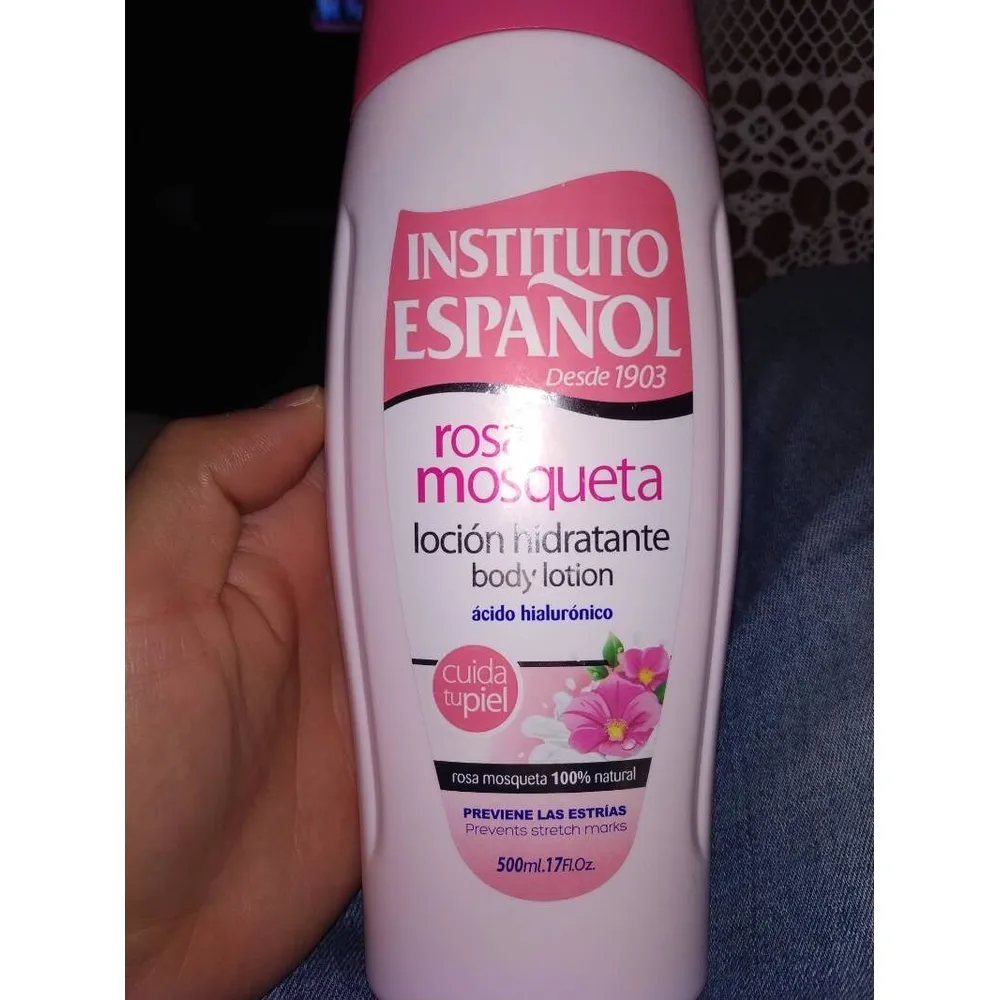 INSTITUTO
ESPAÑOL
Desde 1903
rosa
mosqueta
loción hidratante
body lotion
ácido hialurónico
cuida
tu piel
rosa mosqueta 100% natural
PREVIENE LAS ESTRÍAS
Prevents stretch marks
500ml.17Fl.Oz.